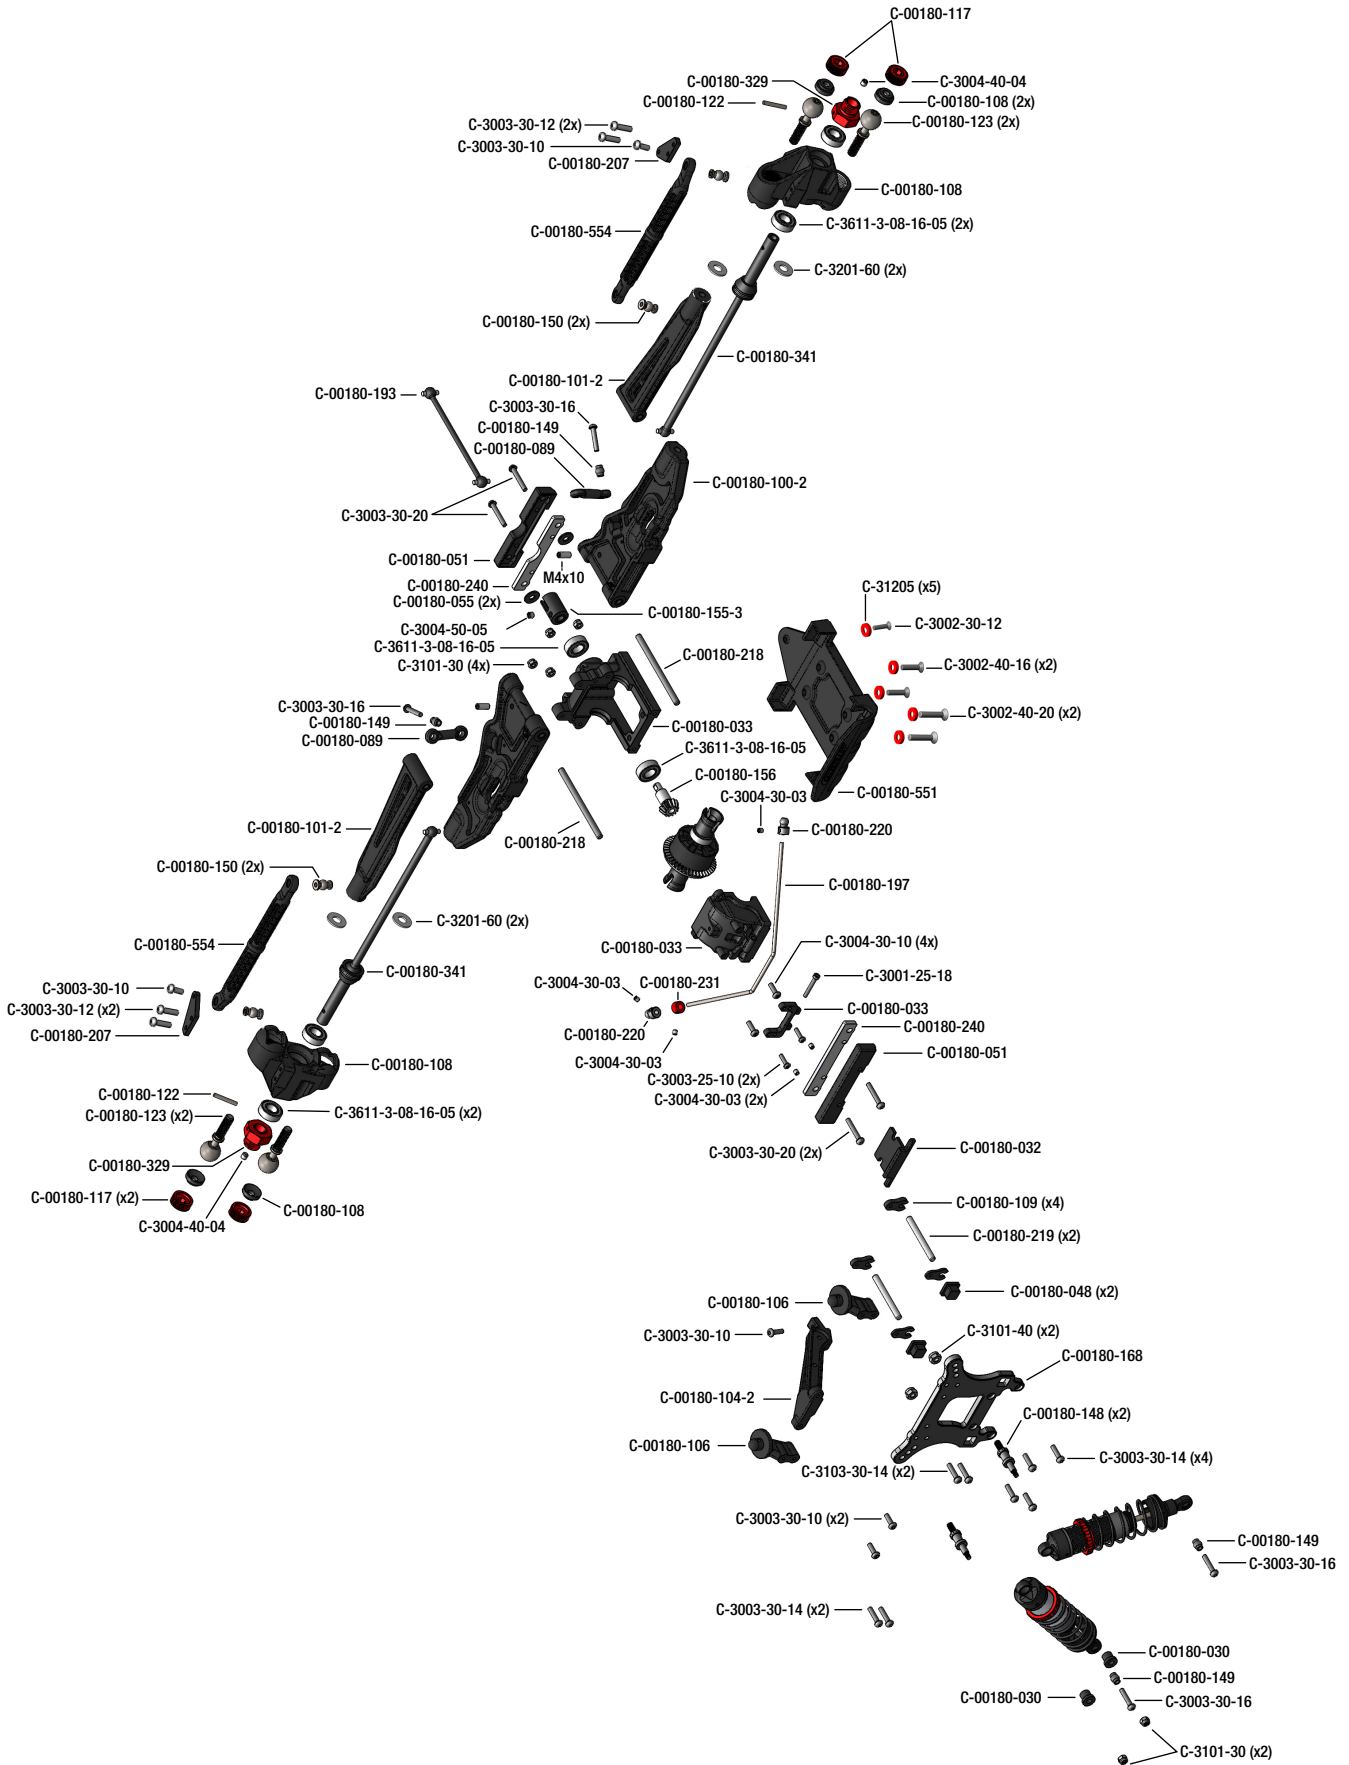 C-00180-117
C-00180-329
C-3004-40-04
C-00180-122
C-00180-108 (2x)
C-3003-30-12 (2x)
C-00180-123 (2x)
C-3003-30-10
C-00180-207
C-00180-108
C-00180-554
C-3611-3-08-16-05 (2x)
C-3201-60 (2x)
C-00180-150 (2x)
C-00180-341
C-00180-101-2
C-00180-193
C-3003-30-16
C-00180-149
C-00180-089
C-00180-100-2
C-3003-30-20
C-00180-051
M4x10
C-00180-240
C-31205 (x5)
C-00180-055 (2x)
C-00180-155-3
C-3002-30-12
C-3004-50-05
C-3611-3-08-16-05
C-00180-218
C-3101-30 (4x)
C-3002-40-16 (x2)
C-3003-30-16
C-00180-149
C-00180-089
C-00180-033
C-3002-40-20 (x2)
C-3611-3-08-16-05
C-00180-156
C-3004-30-03
C-00180-551
C-00180-101-2
C-00180-218
C-00180-220
C-00180-150 (2x)
C-00180-197
C-3201-60 (2x)
C-00180-554
C-00180-033
C-3004-30-10 (4x)
C-00180-341
C-3004-30-03
C-00180-231
C-3001-25-18
C-3003-30-10
C-3003-30-12 (x2)
C-00180-033
C-00180-207
C-00180-220
C-00180-240
C-00180-108
C-3004-30-03
C-00180-051
C-3003-25-10 (2x)
C-00180-122
C-3004-30-03 (2x)
C-00180-123 (x2)
C-3611-3-08-16-05 (x2)
C-00180-329
C-3003-30-20 (2x)
C-00180-032
C-00180-117 (x2)
C-00180-108
C-00180-109 (x4)
C-3004-40-04
C-00180-219 (x2)
C-00180-106
C-00180-048 (x2)
C-3003-30-10
C-3101-40 (x2)
C-00180-168
C-00180-104-2
C-00180-148 (x2)
C-00180-106
C-3103-30-14 (x2)
C-3003-30-14 (x4)
C-3003-30-10 (x2)
C-00180-149
C-3003-30-16
C-3003-30-14 (x2)
C-00180-030
C-00180-149
C-00180-030
C-3003-30-16
C-3101-30 (x2)